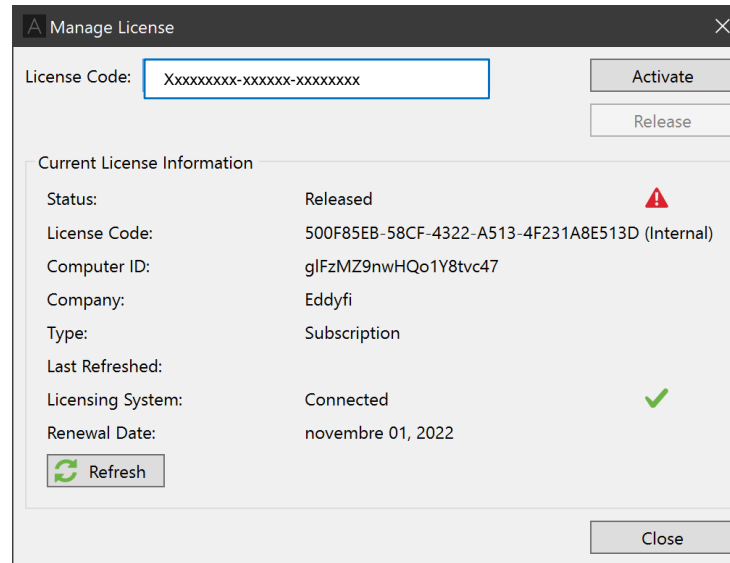 A Manage License
License Code: Xxxxxxxxx-xxxxxx-xxxxxxxx Activate
Release
Current License Information
Status: Released
License Code: 500F85EB-58CF-4322-A513-4F231A8E513D (Internal)
Computer ID: glFzMZ9nwHQo1Y8tvc47
Company: Eddyfi
Type: Subscription
Last Refreshed:
Licensing System: Connected
Renewal Date: novembre 01, 2022
Refresh
Close